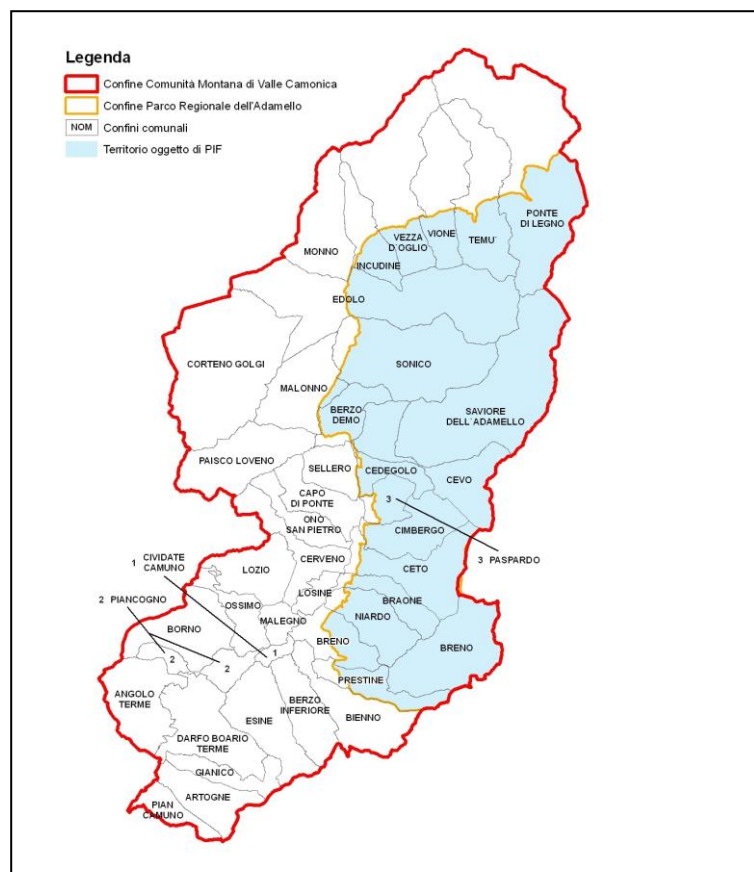 Legenda
Confine Comunità Montana di Valle Camonica
Confine Parco Regionale dell'Adamello
NOM Confini comunali
Territorio oggetto di PIF
PONTE
DI LEGNO
VEZZA
D'OGLIO
VIONE
TEMU'
MONNO
INCUDINE
EDOLO
CORTENO GOLGI
SONICO
MALONNO
BERZO
DEMO
SAVIORE
DELL'ADAMELLO
PAISCO LOVENO
SELLERO
CEDEGOLO
CEVO
CAPO
DI PONTE
3
ONO
SAN PIETRO
CIMBERGO
3 PASPARDO
1 CIVIDATE
CAMUNO
CERVENO
LOZIO
CETO
2 PIANCOGNO
LOSINE
OSSIMO
BRAONE
MALEGNO
NIARDO
BORNO
BRENO
BRENO
1
2
2
PRESTINE
ANGOLO
TERME
BERZO
INFERIORE
BIENNO
ESINE
DARFO BOARIO
TERME
GIANICO
ARTOGNE
PIAN
CAMUNO